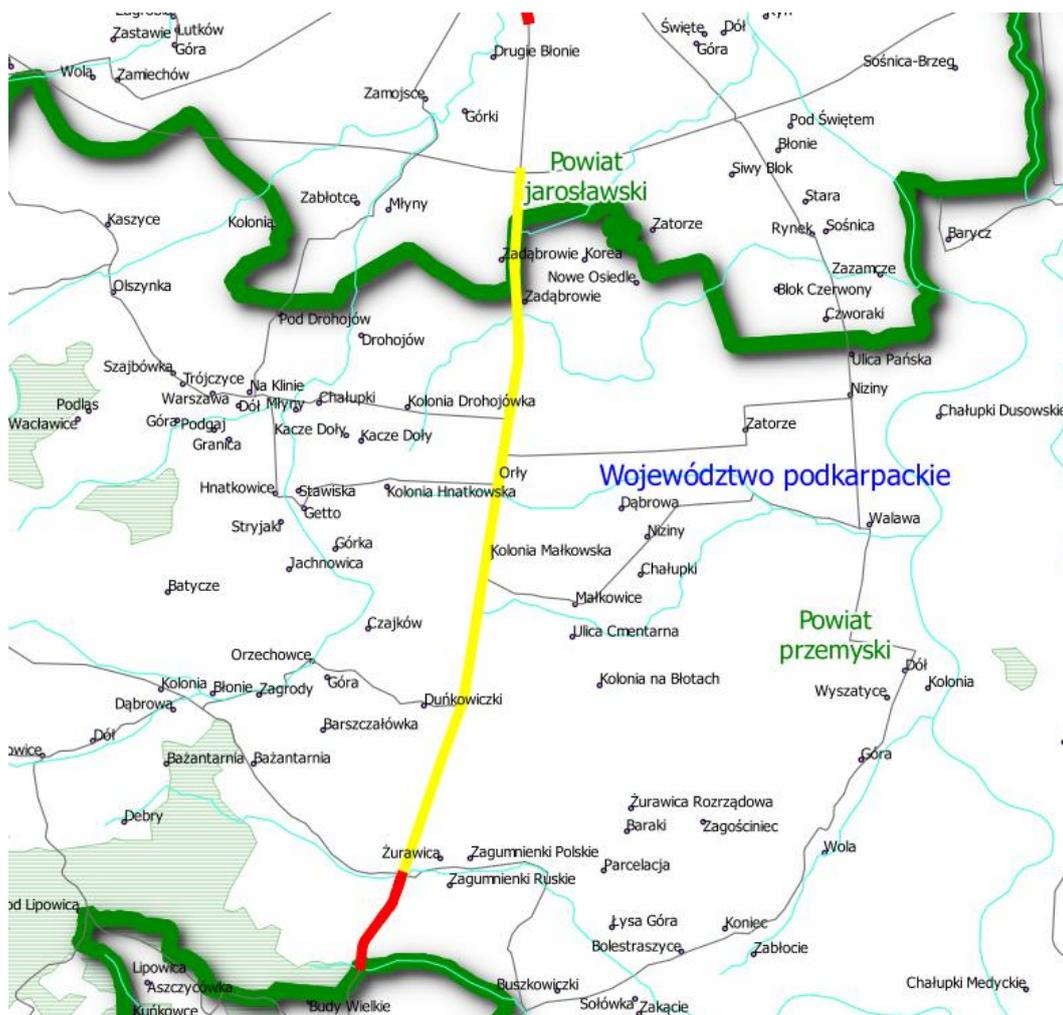 Zastawie
Lutków
Góra
Święte
Dół
Góra
Drugie Błonie
Wola
Zamiechów
Sośnica-Brzeg
Zamojsce
Górki
Pod Świętem
Błonie
Powiat
jarosławski
Siwy Blok
Zabłotce
Młyny
Stara
Kaszyce
Kolonia
Zatorze
Rynek
Sośnica
Barycz
Zadąbrowie
Korea
Nowe Osiedle
Zazamcze
Olszynka
Blok Czerwony
Zadąbrowie
Pod Drohojów
Czworaki
Drohojów
Ulica Pańska
Szajbówka
Trójczyce
Na Klinie
Niziny
Warszawa
Dół
Młyny
Chałupki
Kolonia Drohojówka
Podląs
Wacławice
Góra
Podgaj
Chałupki Dusowskie
Granica
Kacze Doły
Kacze Doły
Zatorze
Orły
Województwo podkarpackie
Hnatkowice
Stawiska
Kolonia Hnatkowska
Getto
Dąbrowa
Stryjaki
Walawa
Niziny
Górka
Kolonia Małkowska
Jachnowica
Chałupki
Batycze
Małkowice
Czajków
Ulica Cmentarna
Powiat
przemyski
Orzechowce
Dół
Kolonia
Błonie
Zagrody
Góra
Kolonia na Błotach
Wyszatyce
Kolonia
Dąbrowa
Duńkowiczki
Barszczałówka
Dół
owice
Bażantarnia
Bażantarnia
Góra
Debry
Żurawica Rozrządowa
Baraki
Zagościniec
Żurawica
Zagumnienki Polskie
Wola
Parcelacja
Zagumnienki Ruskie
od Lipowicą
Łysa Góra
Koniec
Bolestraszyce
Zabłocie
Lipowica
Aszczycówka
Buszkowiczki
Chałupki Medyckie
Kuńkowce
Budy Wielkie
Sołówka
Zakącie